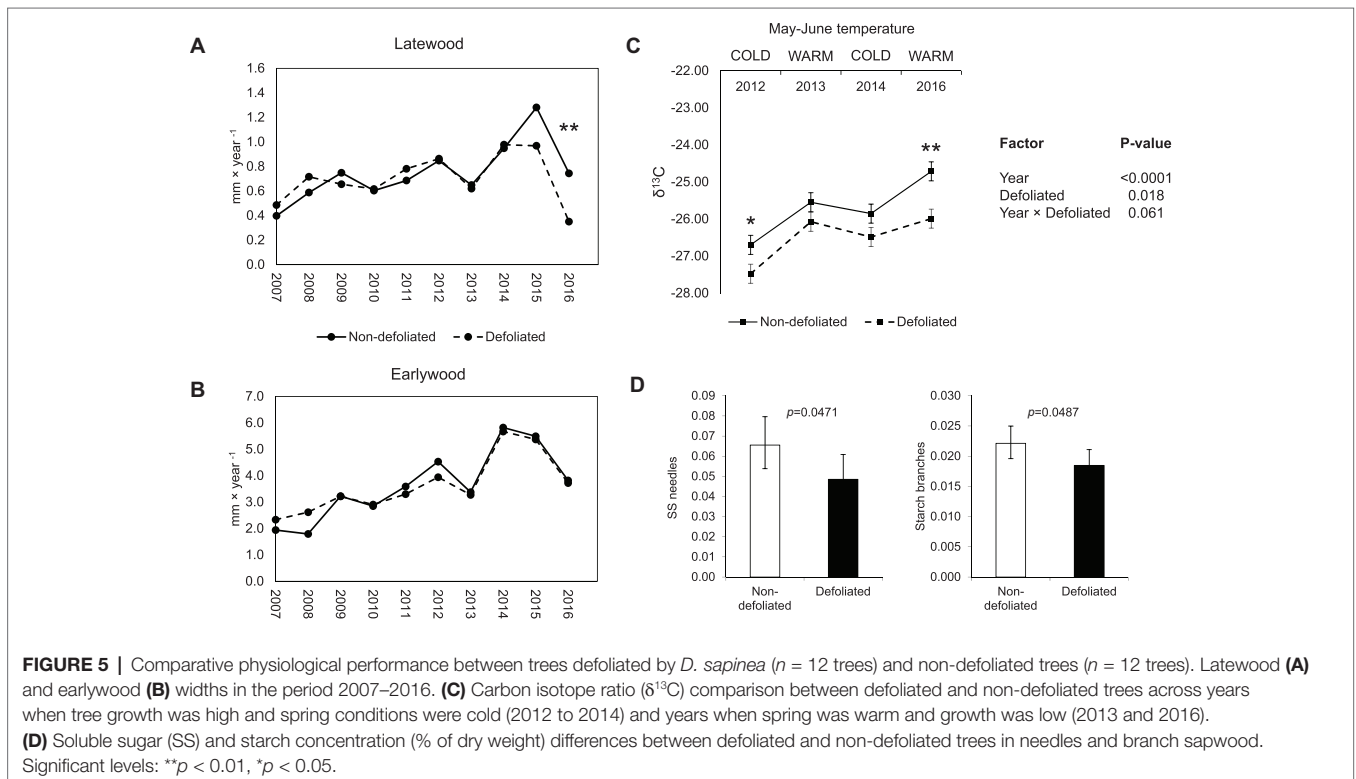 A
Latewood
mm × year -1
1.6
1.4
1.2
1.0
0.8
0.6
0.4
0.2
0.0
**
2007
2008
2009
2010
2011
2012
2013
2014
2015
2016
Non-defoliated
Defoliated
B
Earlywood
mm × year -1
7.0
6.0
5.0
4.0
3.0
2.0
1.0
0.0
2007
2008
2009
2010
2011
2012
2013
2014
2015
2016
C
May-June temperature
COLD WARM COLD WARM
2012 2013 2014 2016
δ¹³C
-22.00
-23.00
-24.00
-25.00
-26.00
-27.00
-28.00
*
**
Non-defoliated
Defoliated
Factor P-value
Year <0.0001
Defoliated 0.018
Year × Defoliated 0.061
D
SS needles
0.09
0.08
0.07
0.06
0.05
0.04
0.03
0.02
0.01
0.00
p=0.0471
Non-
defoliated
Defoliated
Starch branches
0.030
0.025
0.020
0.015
0.010
0.005
0.000
p=0.0487
Non-
defoliated
Defoliated
FIGURE 5 | Comparative physiological performance between trees defoliated by D. sapinea (n = 12 trees) and non-defoliated trees (n = 12 trees). Latewood (A)
and earlywood (B) widths in the period 2007–2016. (C) Carbon isotope ratio (δ¹³C) comparison between defoliated and non-defoliated trees across years
when tree growth was high and spring conditions were cold (2012 to 2014) and years when spring was warm and growth was low (2013 and 2016).
(D) Soluble sugar (SS) and starch concentration (% of dry weight) differences between defoliated and non-defoliated trees in needles and branch sapwood.
Significant levels: **p < 0.01, *p < 0.05.